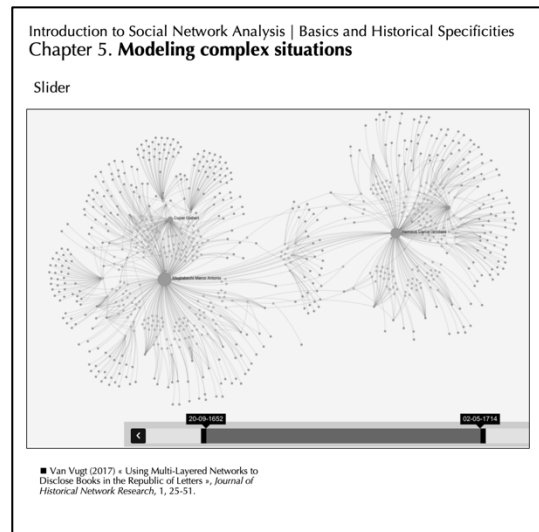 Introduction to Social Network Analysis | Basics and Historical Specificities
Chapter 5. Modeling complex situations
Slider
Magliabechi Marco Antonio
20-09-1652
02-05-1714
■ Van Vugt (2017) « Using Multi-Layered Networks to
Disclose Books in the Republic of Letters », Journal of
Historical Network Research, 1, 25-51.